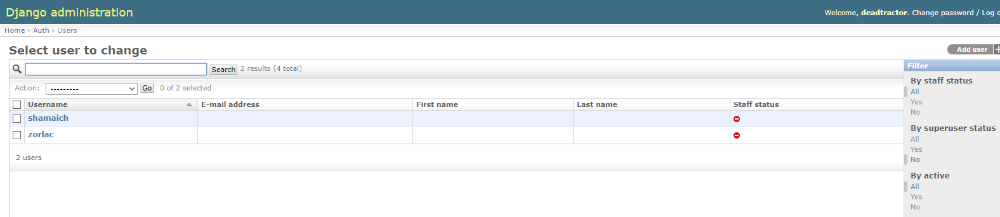 Django administration
Welcome, deadtractor. Change password / Log
Home › Auth › Users
Select user to change
Add user
Search 2 results (4 total)
Action: --------- Go 0 of 2 selected
Username E-mail address First name Last name Staff status
shamaich
zorlac
2 users
Filter
By staff status
All
Yes
No
By superuser status
All
Yes
No
By active
All
Yes
No